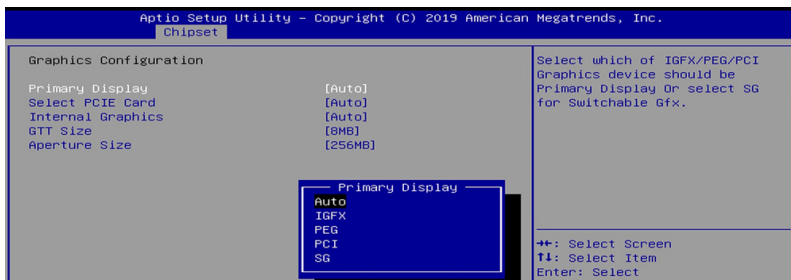 Aptio Setup Utility – Copyright (C) 2019 American Megatrends, Inc.
Chipset
Graphics Configuration
Primary Display [Auto]
Select PCIE Card [Auto]
Internal Graphics [Auto]
GTT Size [8MB]
Aperture Size [256MB]
Select which of IGFX/PEG/PCI
Graphics device should be
Primary Display Or select SG
for Switchable Gfx.
Primary Display
Auto
IGFX
PEG
PCI
SG
→←: Select Screen
↑↓: Select Item
Enter: Select